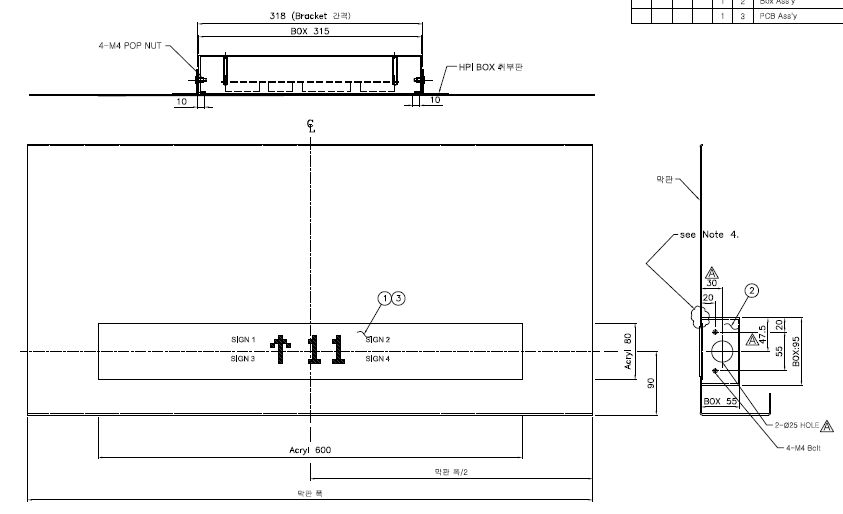 318 (Bracket 간격)
BOX 315
4-M4 POP NUT
HPI BOX 취부판
10
10
1 2 Box Ass'y
1 3 PCB Ass'y
℄
막판
see Note 4.
A
30
20
2
1 3
SIGN 1
SIGN 2
SIGN 3
SIGN 4
↑ 11
Acryl 80
90
A
47.5
20
55
BOX:95
BOX 55
2-Ø25 HOLE A
4-M4 Bolt
Acryl 600
막판 폭/2
막판 폭